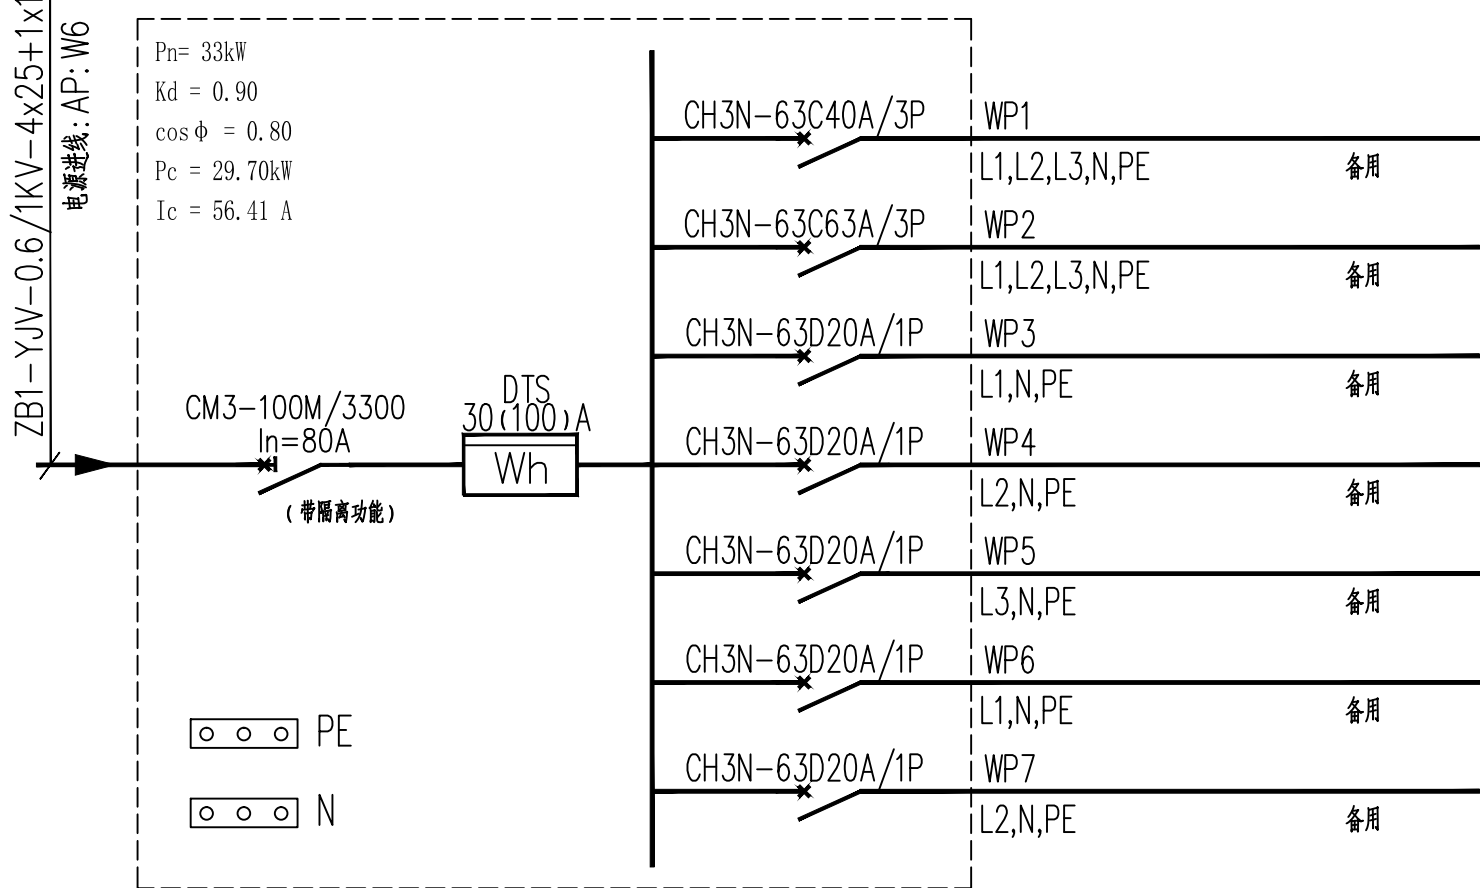 ZB1-YJV-0.6/1KV-4x25+1x1
电源进线:AP:W6
Pn= 33kW
Kd = 0.90
cosΦ = 0.80
Pc = 29.70kW
Ic = 56.41 A
CM3-100M/3300
In=80A
(带隔离功能)
DTS
30(100)A
Wh
CH3N-63C40A/3P WP1
L1,L2,L3,N,PE 备用
CH3N-63C63A/3P WP2
L1,L2,L3,N,PE 备用
CH3N-63D20A/1P WP3
L1,N,PE 备用
CH3N-63D20A/1P WP4
L2,N,PE 备用
CH3N-63D20A/1P WP5
L3,N,PE 备用
CH3N-63D20A/1P WP6
L1,N,PE 备用
CH3N-63D20A/1P WP7
L2,N,PE 备用
PE
N